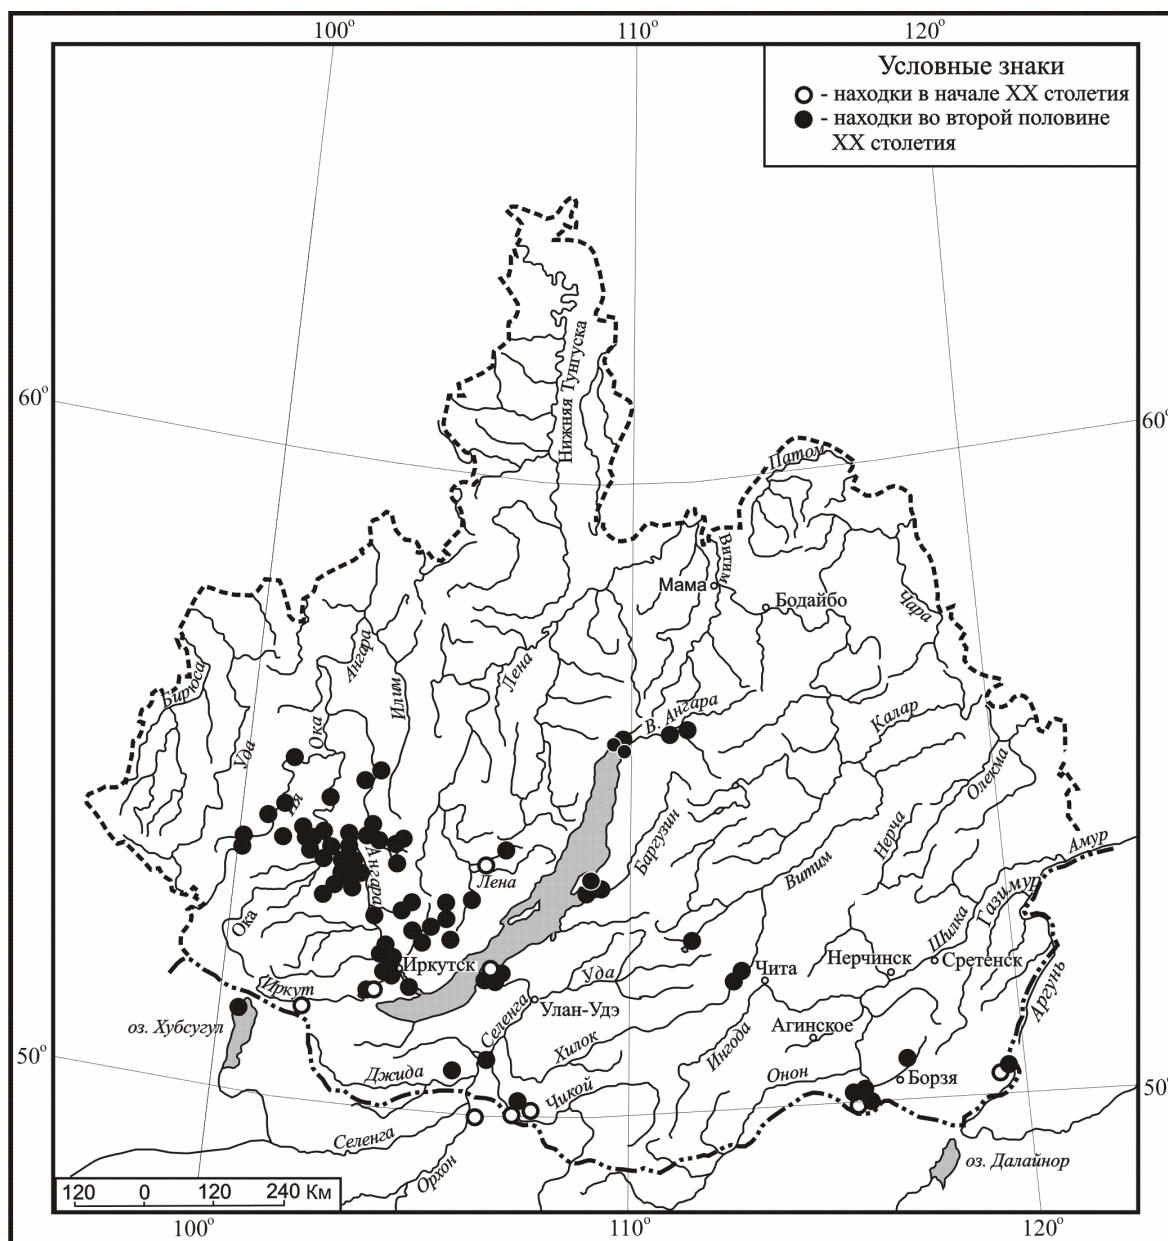 100°
110°
120°
Условные знаки
- находки в начале XX столетия
- находки во второй половине
XX столетия
60°
60°
Нижняя Тунгуска
Патом
Витим
Мама
Бодайбо
Чара
Ангара
Лена
Бирюса
Илим
Ока
Уда
В. Ангара
Калар
Олекма
Ия
Баргузин
Нерча
Амур
Ангара
Лена
Витим
Ока
Шилка
Газимур
Иркутск
Уда
Чита
Нерчинск
Сретенск
Аргунь
Иркут
оз. Хубсугул
Селенга
Улан-Удэ
Хилок
Ингода
Агинское
50°
Джида
Чикой
Онон
Борзя
50°
Селенга
Орхон
оз. Далайнор
120 0 120 240 Км
100°
110°
120°